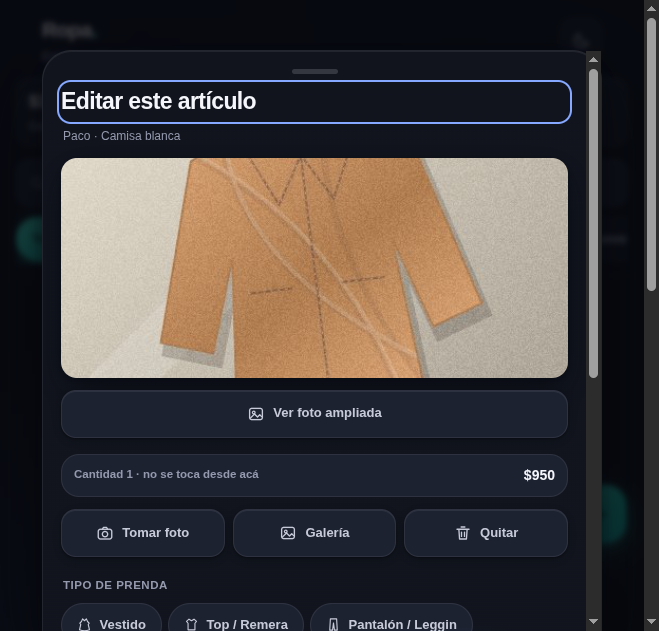 Ropa.
Editar este artículo
Paco · Camisa blanca
Ver foto ampliada
Cantidad 1 · no se toca desde acá
$950
Tomar foto
Galería
Quitar
TIPO DE PRENDA
Vestido
Top / Remera
Pantalón / Leggin